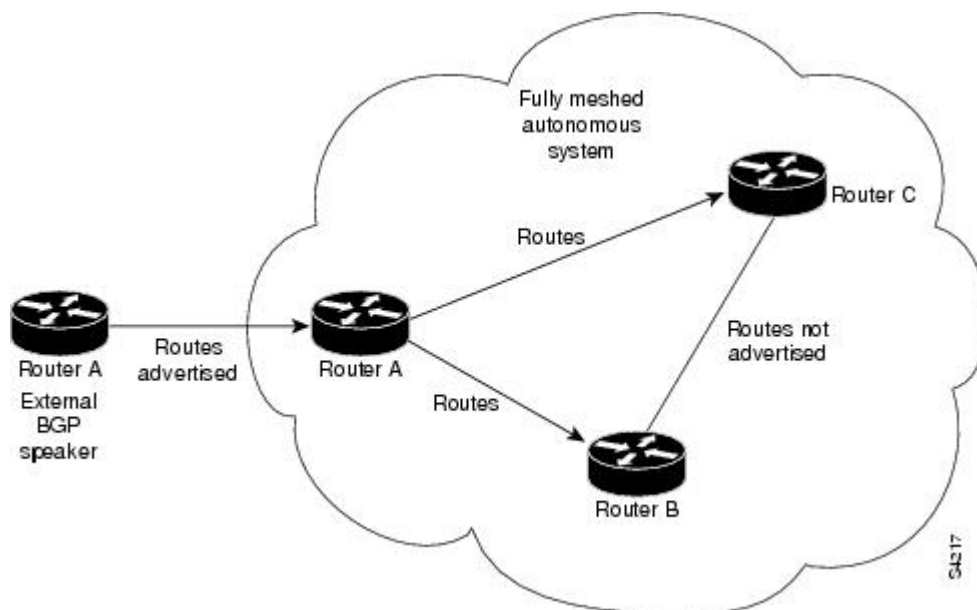 Fully meshed
autonomous
system
Router C
Routes
Routes not
advertised
Router A
Routes
advertised
Router A
External
BGP
speaker
Routes
Router B
S4217